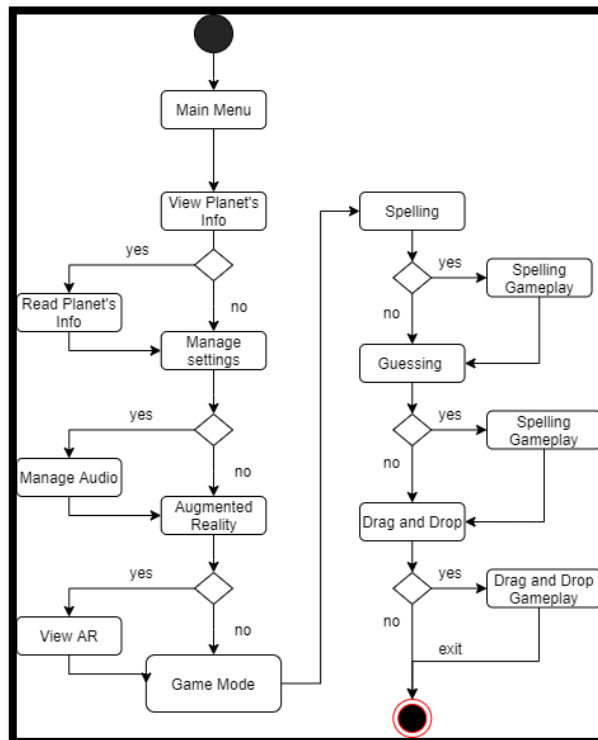 Main Menu
View Planet's
Info
yes
no
Read Planet's
Info
Manage
settings
yes
no
Manage Audio
Augmented
Reality
yes
no
View AR
Game Mode
Spelling
yes
no
Spelling
Gameplay
Guessing
yes
no
Spelling
Gameplay
Drag and Drop
yes
no
Drag and Drop
Gameplay
exit